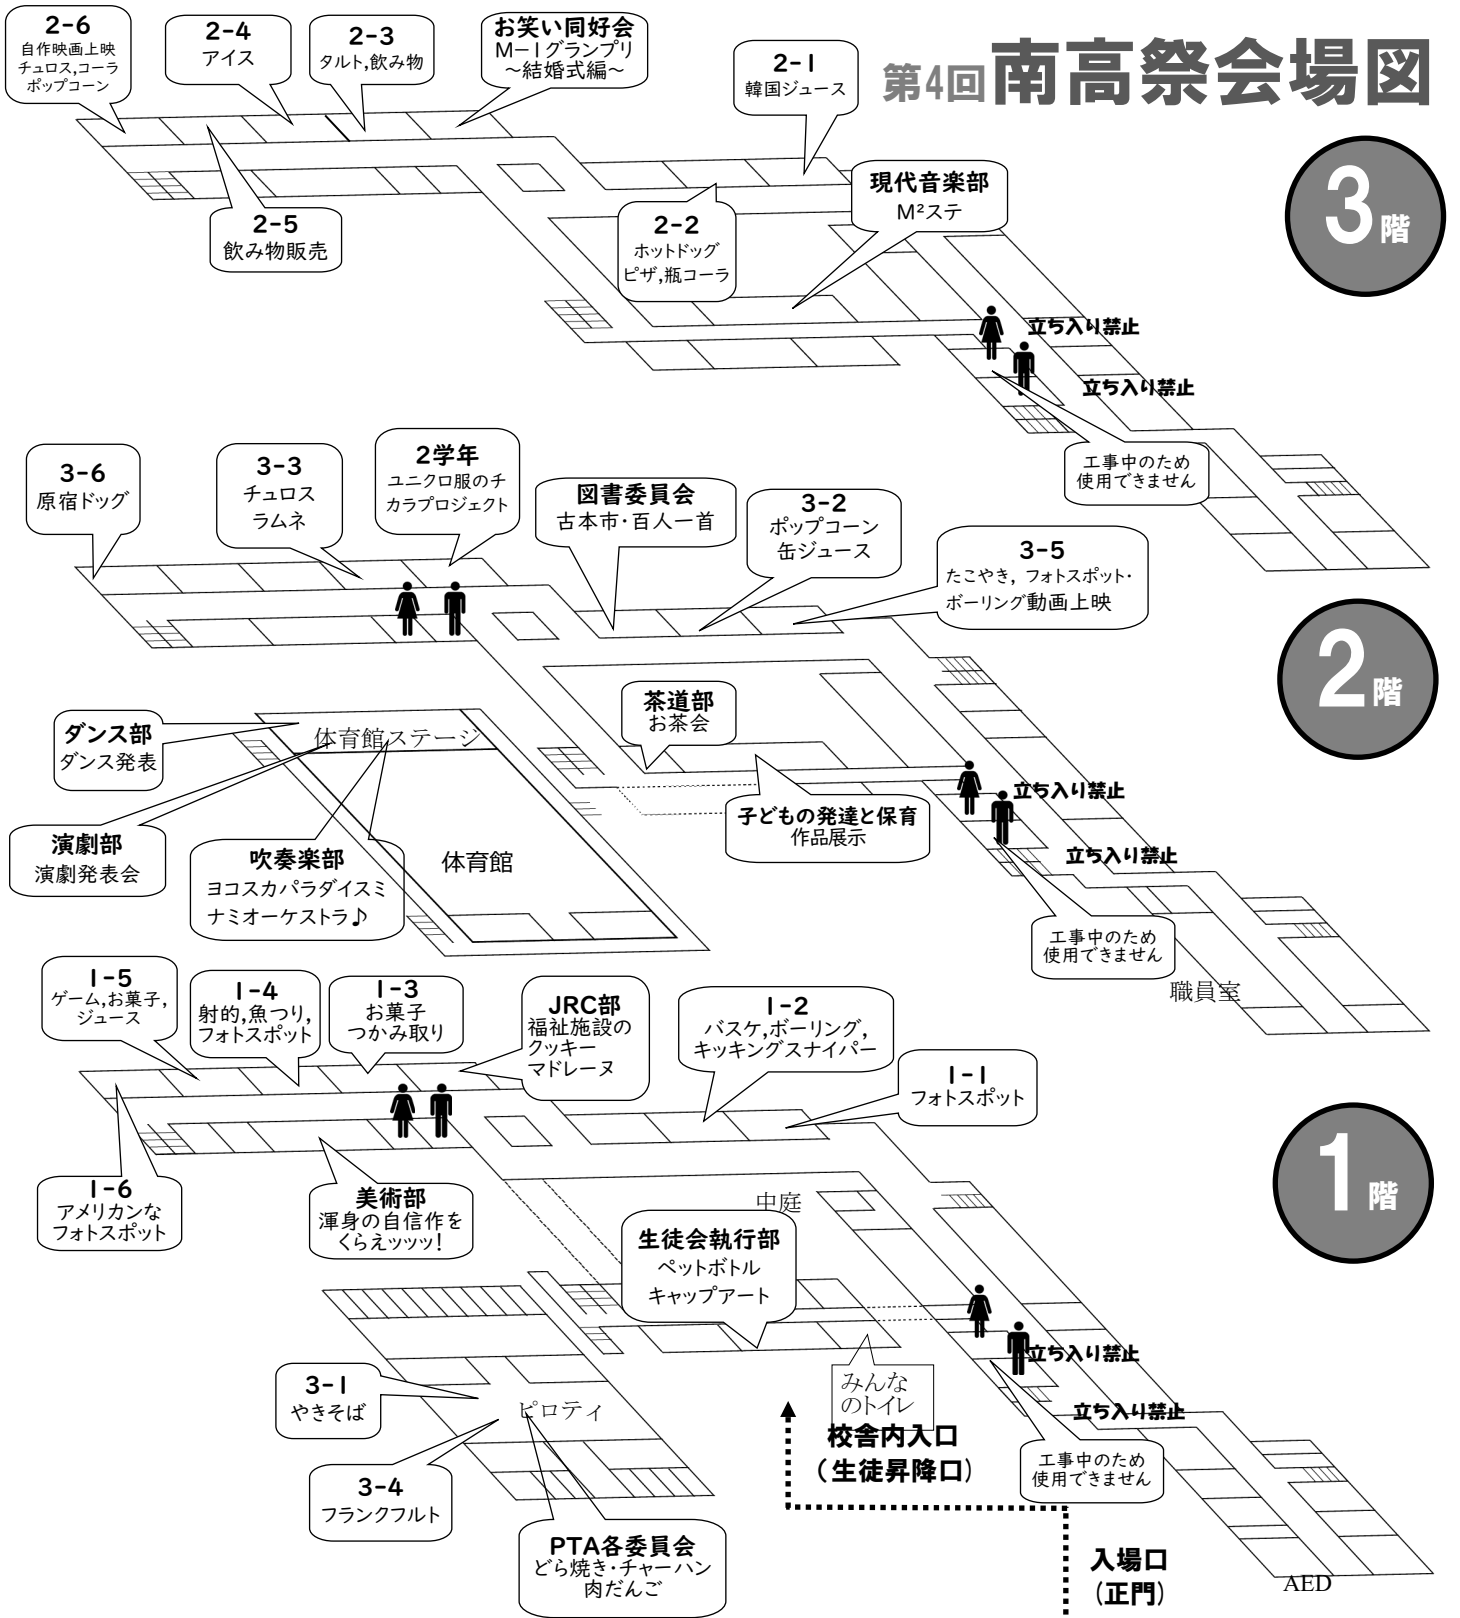 第4回南高祭会場図
2-6
自作映画上映
チュロス,コーラ
ポップコーン
2-4
アイス
2-3
タルト,飲み物
お笑い同好会
M-1グランプリ
～結婚式編～
2-1
韓国ジュース
3階
2-5
飲み物販売
2-2
ホットドッグ
ピザ,瓶コーラ
現代音楽部
M²ステ
立ち入り禁止
立ち入り禁止
工事中のため
使用できません
3-6
原宿ドッグ
3-3
チュロス
ラムネ
2学年
ユニクロ服のチ
カラプロジェクト
図書委員会
古本市・百人一首
3-2
ポップコーン
缶ジュース
3-5
たこやき, フォトスポット・
ボーリング動画上映
2階
茶道部
お茶会
ダンス部
ダンス発表
体育館ステージ
演劇部
演劇発表会
吹奏楽部
ヨコスカパラダイスミ
ナミオーケストラ♪
体育館
子どもの発達と保育
作品展示
立ち入り禁止
立ち入り禁止
工事中のため
使用できません
職員室
1-5
ゲーム,お菓子,
ジュース
1-4
射的,魚つり,
フォトスポット
1-3
お菓子
つかみ取り
JRC部
福祉施設の
クッキー
マドレーヌ
1-2
バスケ,ボーリング,
キッキングスナイパー
1-1
フォトスポット
1階
1-6
アメリカンな
フォトスポット
美術部
渾身の自信作を
くらえッッッ!
中庭
生徒会執行部
ペットボトル
キャップアート
立ち入り禁止
立ち入り禁止
工事中のため
使用できません
みんな
のトイレ
3-1
やきそば
ピロティ
3-4
フランクフルト
校舎内入口
（生徒昇降口）
PTA各委員会
どら焼き・チャーハン
肉だんご
入場口
(正門)
AED